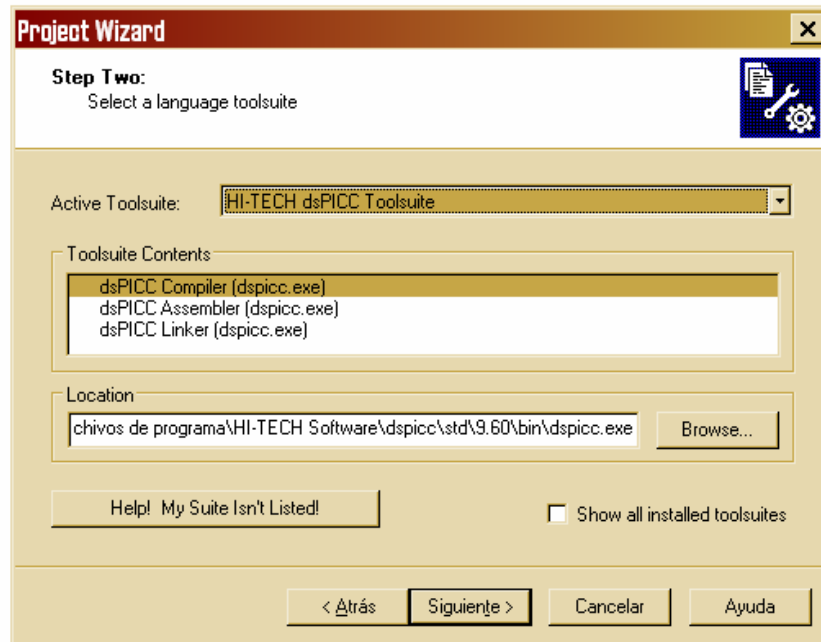 Project Wizard
Step Two:
Select a language toolsuite
Active Toolsuite: HI-TECH dsPICC Toolsuite
Toolsuite Contents
dsPICC Compiler (dspicc.exe)
dsPICC Assembler (dspicc.exe)
dsPICC Linker (dspicc.exe)
Location
chivos de programa\HI-TECH Software\dspicc\std\9.60\bin\dspicc.exe Browse...
Help! My Suite Isn't Listed! Show all installed toolsuites
< Atrás Siguiente > Cancelar Ayuda